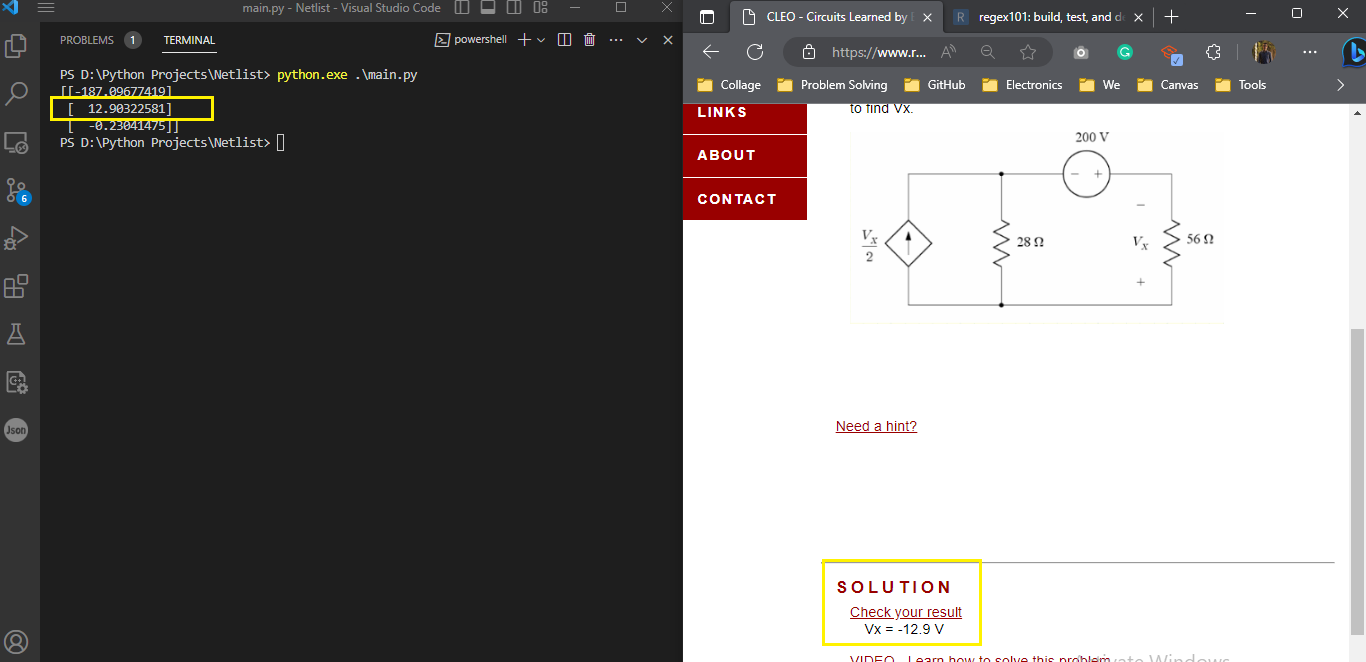 main.py - Netlist - Visual Studio Code
PROBLEMS 1 TERMINAL
powershell
PS D:\Python Projects\Netlist> python.exe .\main.py
[[-187.09677419]
[ 12.90322581]
[ -0.23041475]]
PS D:\Python Projects\Netlist>
6
Json
CLEO - Circuits Learned by
regex101: build, test, and d
https://www.r...
Collage
Problem Solving
GitHub
Electronics
We
Canvas
Tools
LINKS
ABOUT
CONTACT
to find Vx.
200 V
− +
Vx
2
28 Ω
−
Vx
+
56 Ω
Need a hint?
SOLUTION
Check your result
Vx = -12.9 V
VIDEO - Learn how to solve this problem